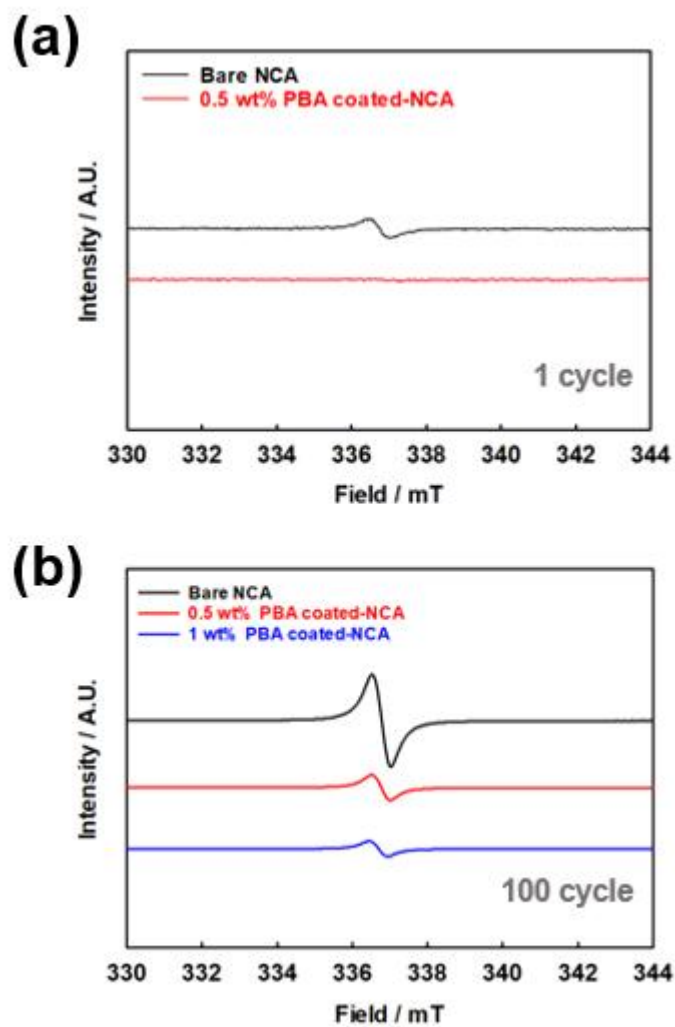 (a)
Bare NCA
0.5 wt% PBA coated-NCA
Intensity / A.U.
1 cycle
330 332 334 336 338 340 342 344
Field / mT
(b)
Bare NCA
0.5 wt% PBA coated-NCA
1 wt% PBA coated-NCA
Intensity / A.U.
100 cycle
330 332 334 336 338 340 342 344
Field / mT